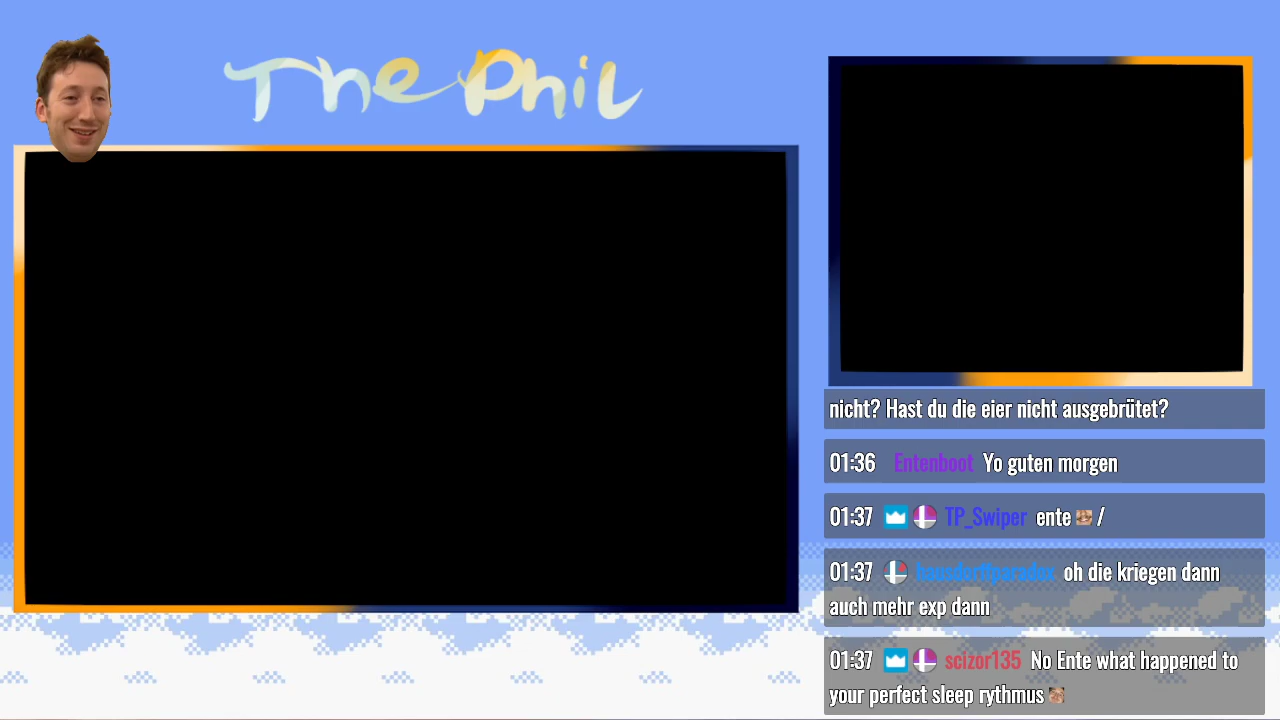 The Phil
nicht? Hast du die eier nicht ausgebrütet?
01:36 Entenboot Yo guten morgen
01:37 TP_Swiper ente /
01:37 hausdorffparadox oh die kriegen dann
auch mehr exp dann
01:37 scizor135 No Ente what happened to
your perfect sleep rythmus